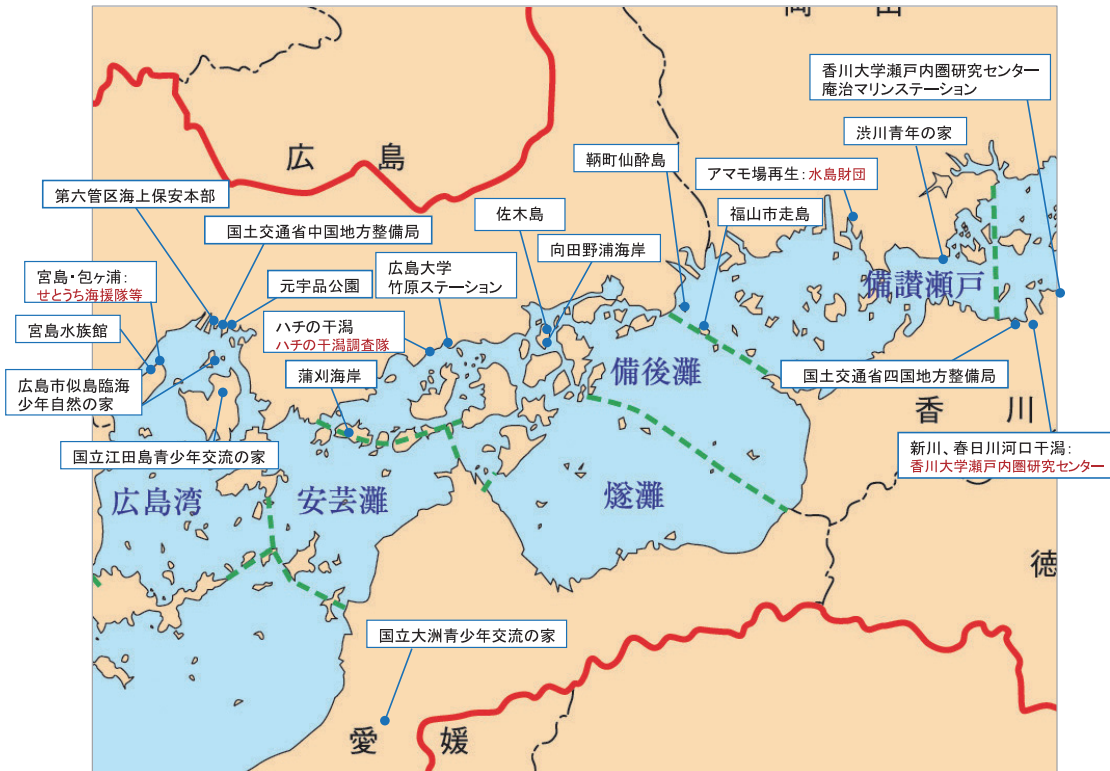 岡 山
香川大学瀬戸内圏研究センター
庵治マリンステーション
渋川青年の家
広 島
鞆町仙酔島
アマモ場再生：水島財団
第六管区海上保安本部
佐木島
福山市走島
国土交通省中国地方整備局
向田野浦海岸
宮島・包ヶ浦：
せとうち海援隊等
元宇品公園
広島大学
竹原ステーション
備讃瀬戸
宮島水族館
ハチの干潟
ハチの干潟調査隊
広島市似島臨海
少年自然の家
蒲刈海岸
備後灘
国土交通省四国地方整備局
香 川
国立江田島青少年交流の家
新川、春日川河口干潟：
香川大学瀬戸内圏研究センター
広島湾
安芸灘
燧灘
徳
国立大洲青少年交流の家
愛 媛